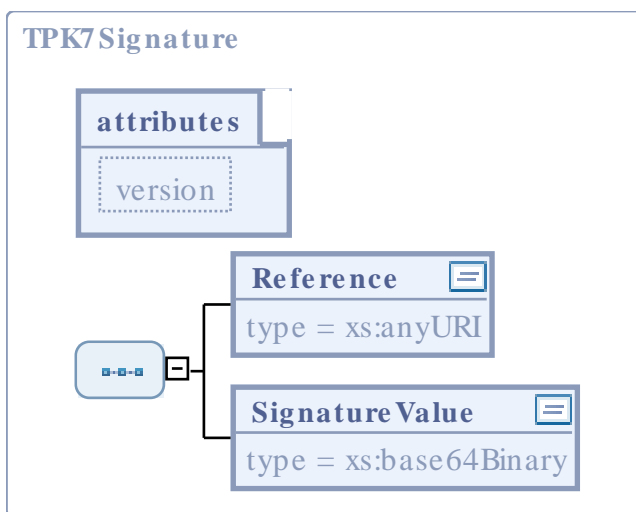 TPK7Signature
attributes
version
Reference
type = xs:anyURI
SignatureValue
type = xs:base64Binary